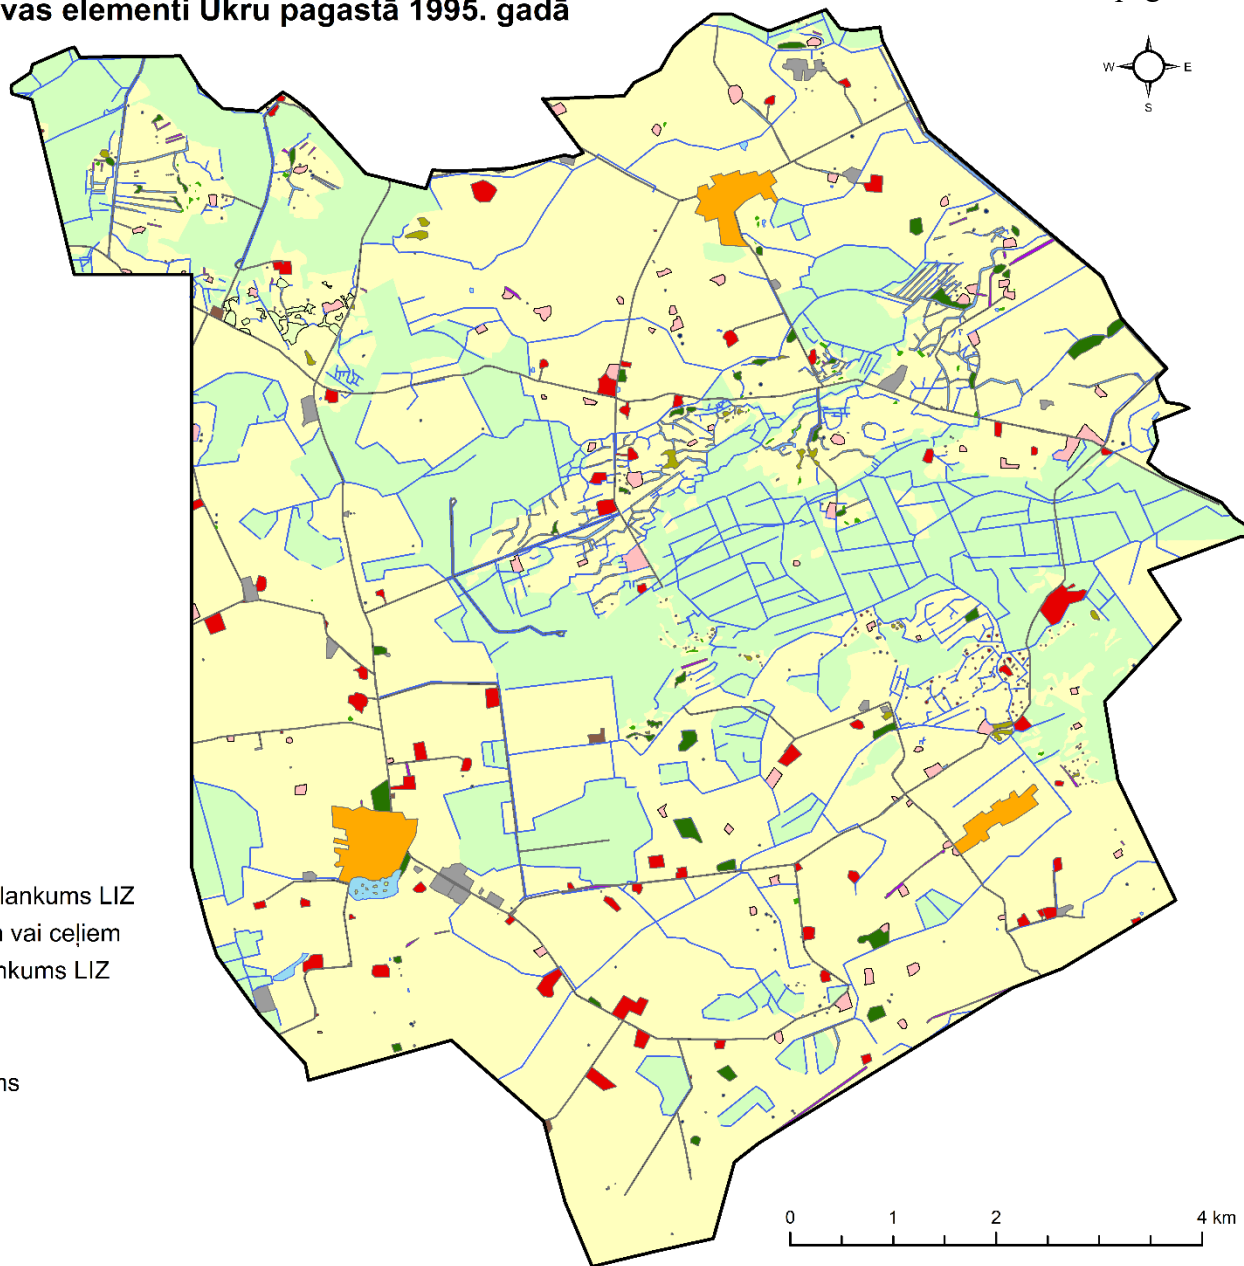 vas elementi Ukru pagastā 1995. gadā
W E
S
lankums LIZ
n vai ceļiem
nkums LIZ
ns
0 1 2 4 km